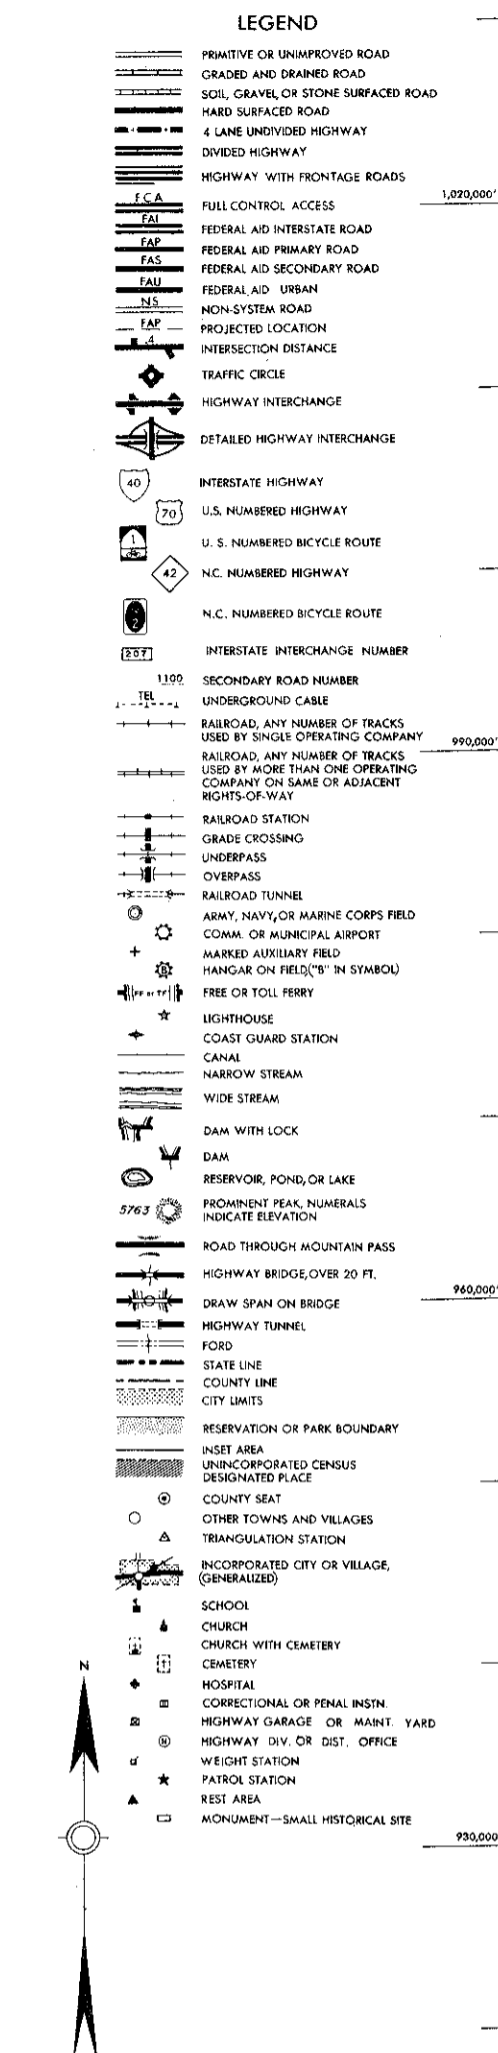 LEGEND
PRIMITIVE OR UNIMPROVED ROAD
GRADED AND DRAINED ROAD
SOIL, GRAVEL, OR STONE SURFACED ROAD
HARD SURFACED ROAD
4 LANE UNDIVIDED HIGHWAY
DIVIDED HIGHWAY
HIGHWAY WITH FRONTAGE ROADS
1,020,000'
FCA FULL CONTROL ACCESS
FAI FEDERAL AID INTERSTATE ROAD
FAP FEDERAL AID PRIMARY ROAD
FAS FEDERAL AID SECONDARY ROAD
FAU FEDERAL AID URBAN
NS NON-SYSTEM ROAD
FAP PROJECTED LOCATION
.4 INTERSECTION DISTANCE
TRAFFIC CIRCLE
HIGHWAY INTERCHANGE
DETAILED HIGHWAY INTERCHANGE
40 INTERSTATE HIGHWAY
70 U.S. NUMBERED HIGHWAY
1 U. S. NUMBERED BICYCLE ROUTE
42 N.C. NUMBERED HIGHWAY
2 N.C. NUMBERED BICYCLE ROUTE
207 INTERSTATE INTERCHANGE NUMBER
1100 SECONDARY ROAD NUMBER
TEL UNDERGROUND CABLE
RAILROAD, ANY NUMBER OF TRACKS
USED BY SINGLE OPERATING COMPANY
990,000'
RAILROAD, ANY NUMBER OF TRACKS
USED BY MORE THAN ONE OPERATING
COMPANY ON SAME OR ADJACENT
RIGHTS-OF-WAY
RAILROAD STATION
GRADE CROSSING
UNDERPASS
OVERPASS
RAILROAD TUNNEL
ARMY, NAVY, OR MARINE CORPS FIELD
COMM. OR MUNICIPAL AIRPORT
MARKED AUXILIARY FIELD
B HANGAR ON FIELD,("B" IN SYMBOL)
FF or TF FREE OR TOLL FERRY
LIGHTHOUSE
COAST GUARD STATION
CANAL
NARROW STREAM
WIDE STREAM
DAM WITH LOCK
DAM
RESERVOIR, POND, OR LAKE
5763 PROMINENT PEAK, NUMERALS
INDICATE ELEVATION
ROAD THROUGH MOUNTAIN PASS
HIGHWAY BRIDGE, OVER 20 FT.
960,000'
DRAW SPAN ON BRIDGE
HIGHWAY TUNNEL
FORD
STATE LINE
COUNTY LINE
CITY LIMITS
RESERVATION OR PARK BOUNDARY
INSET AREA
UNINCORPORATED CENSUS
DESIGNATED PLACE
COUNTY SEAT
OTHER TOWNS AND VILLAGES
TRIANGULATION STATION
INCORPORATED CITY OR VILLAGE,
(GENERALIZED)
SCHOOL
CHURCH
CHURCH WITH CEMETERY
CEMETERY
N
HOSPITAL
CORRECTIONAL OR PENAL INSTN.
HIGHWAY GARAGE OR MAINT. YARD
HIGHWAY DIV. OR DIST. OFFICE
WEIGHT STATION
PATROL STATION
REST AREA
MONUMENT—SMALL HISTORICAL SITE
930,000